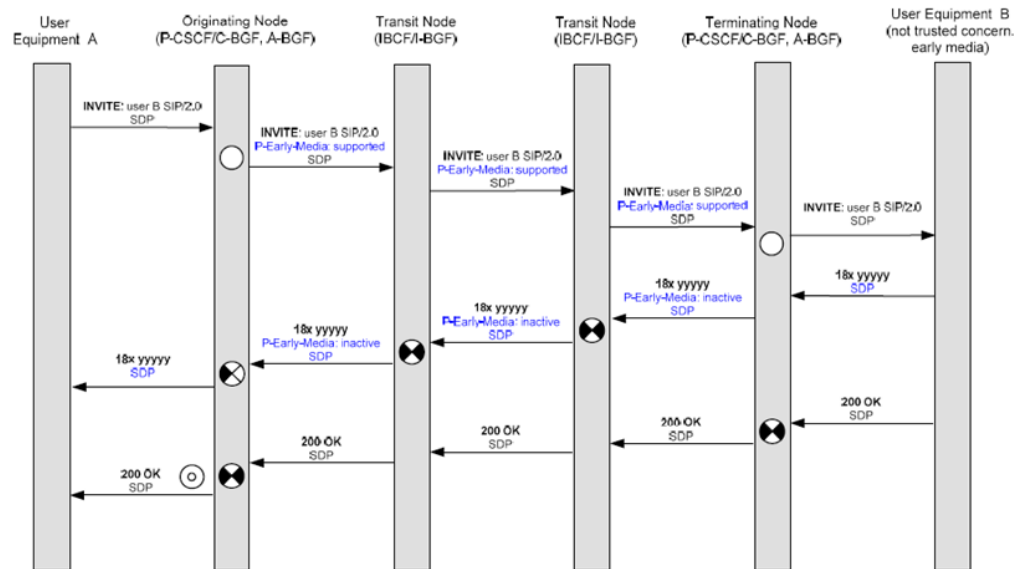 User
Equipment A
Originating Node
(P-CSCF/C-BGF, A-BGF)
Transit Node
(IBCF/I-BGF)
Transit Node
(IBCF/I-BGF)
Terminating Node
(P-CSCF/C-BGF, A-BGF)
User Equipment B
(not trusted concern.
early media)
INVITE: user B SIP/2.0
SDP
INVITE: user B SIP/2.0
P-Early-Media: supported
SDP
INVITE: user B SIP/2.0
P-Early-Media: supported
SDP
INVITE: user B SIP/2.0
P-Early-Media: supported
SDP
INVITE: user B SIP/2.0
SDP
18x yyyyy
SDP
18x yyyyy
P-Early-Media: inactive
SDP
18x yyyyy
P-Early-Media: inactive
SDP
18x yyyyy
P-Early-Media: inactive
SDP
18x yyyyy
SDP
200 OK
SDP
200 OK
SDP
200 OK
SDP
200 OK
SDP
200 OK
SDP